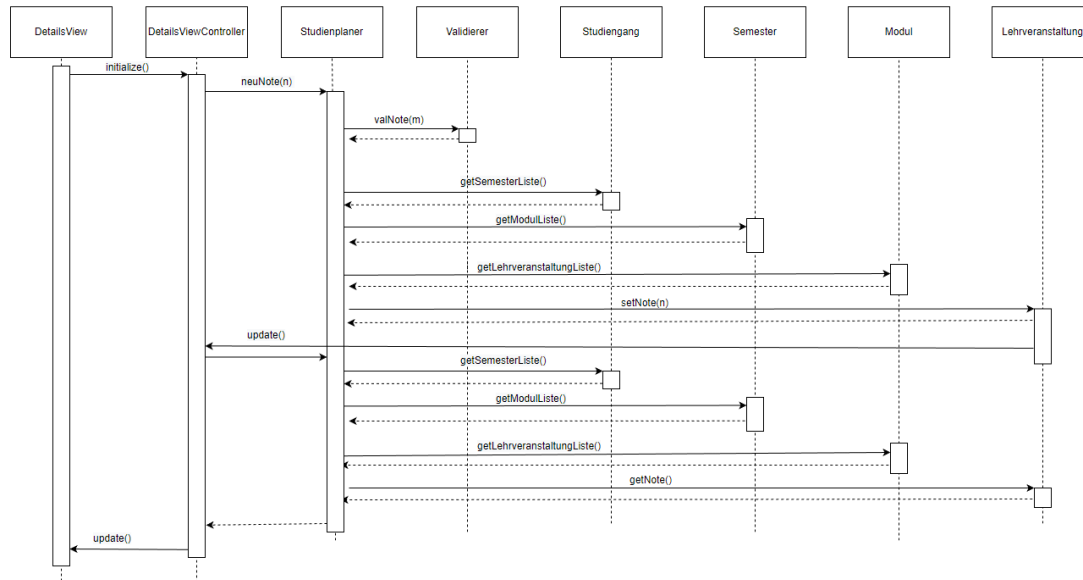 DetailsView
DetailsViewController
Studienplaner
Validierer
Studiengang
Semester
Modul
Lehrveranstaltung
initialize()
neuNote(n)
valNote(m)
getSemesterListe()
getModulListe()
getLehrveranstaltungListe()
setNote(n)
update()
getSemesterListe()
getModulListe()
getLehrveranstaltungListe()
getNote()
update()